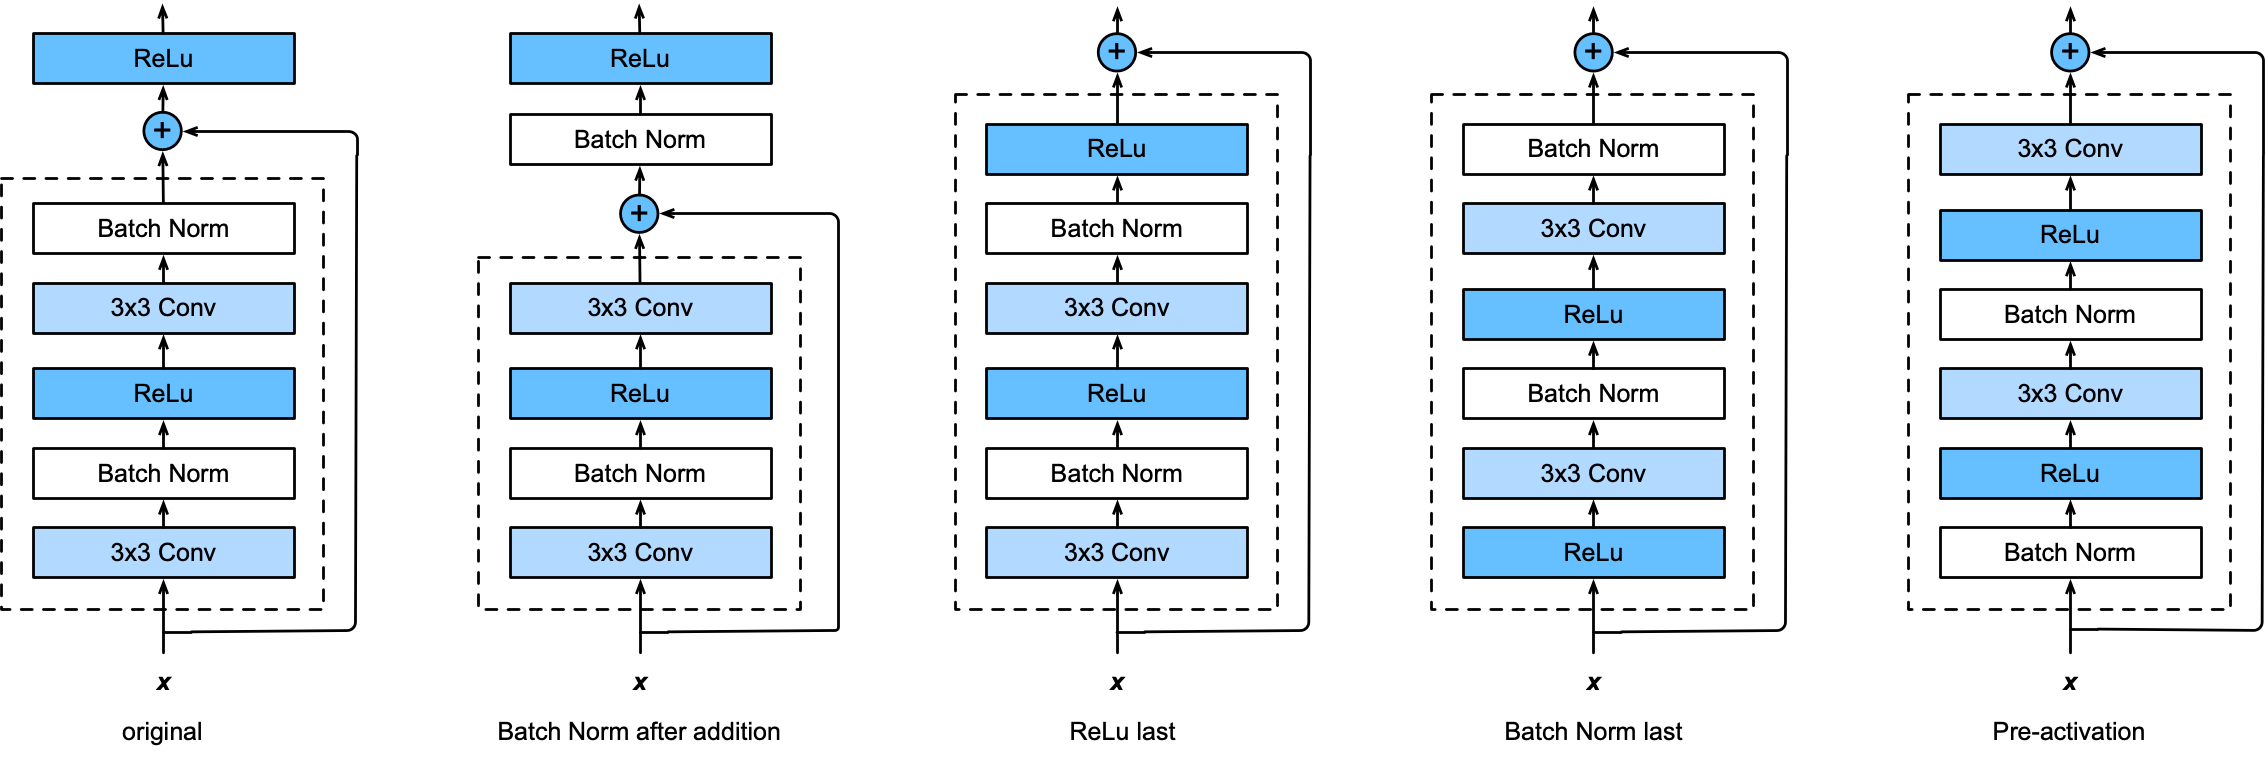 ReLu
+
Batch Norm
3x3 Conv
ReLu
Batch Norm
3x3 Conv
x
original
ReLu
Batch Norm
+
3x3 Conv
ReLu
Batch Norm
3x3 Conv
x
Batch Norm after addition
+
ReLu
Batch Norm
3x3 Conv
ReLu
Batch Norm
3x3 Conv
x
ReLu last
+
Batch Norm
3x3 Conv
ReLu
Batch Norm
3x3 Conv
ReLu
x
Batch Norm last
+
3x3 Conv
ReLu
Batch Norm
3x3 Conv
ReLu
Batch Norm
x
Pre-activation